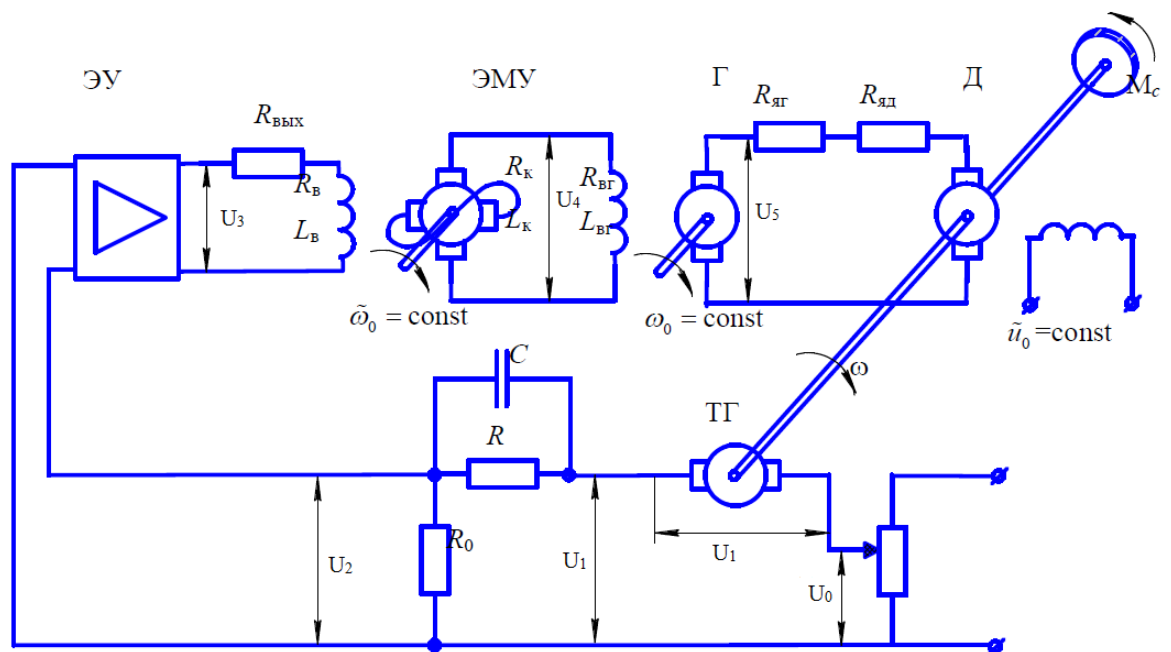 ЭУ
ЭМУ
Г
Д
Mc
Rвых
Rв
Lв
U3
Rк
Lк
U4
Rвг
Lвг
Rяг
Rяд
U5
ω̃0 = const
ω0 = const
ũ0 =const
ω
C
R
ТГ
R0
U2
U1
U1
U0